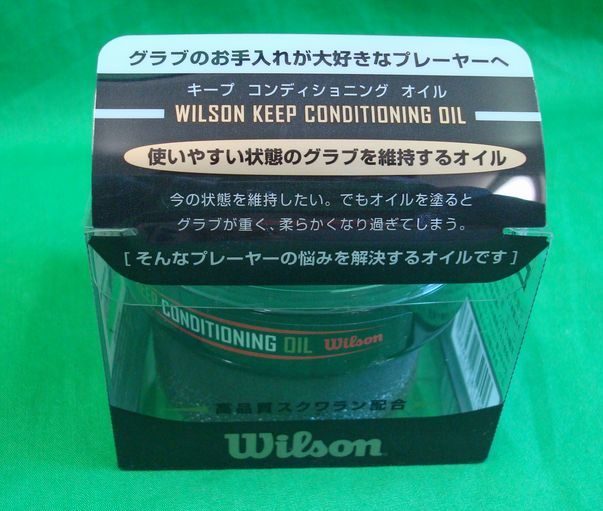 グラブのお手入れが大好きなプレーヤーへ
キープ コンディショニング オイル
WILSON KEEP CONDITIONING OIL
使いやすい状態のグラブを維持するオイル
今の状態を維持したい。でもオイルを塗ると
グラブが重く、柔らかくなり過ぎてしまう。
[そんなプレーヤーの悩みを解決するオイルです]
CONDITIONING OIL Wilson
高品質スクワラン配合
Wilson